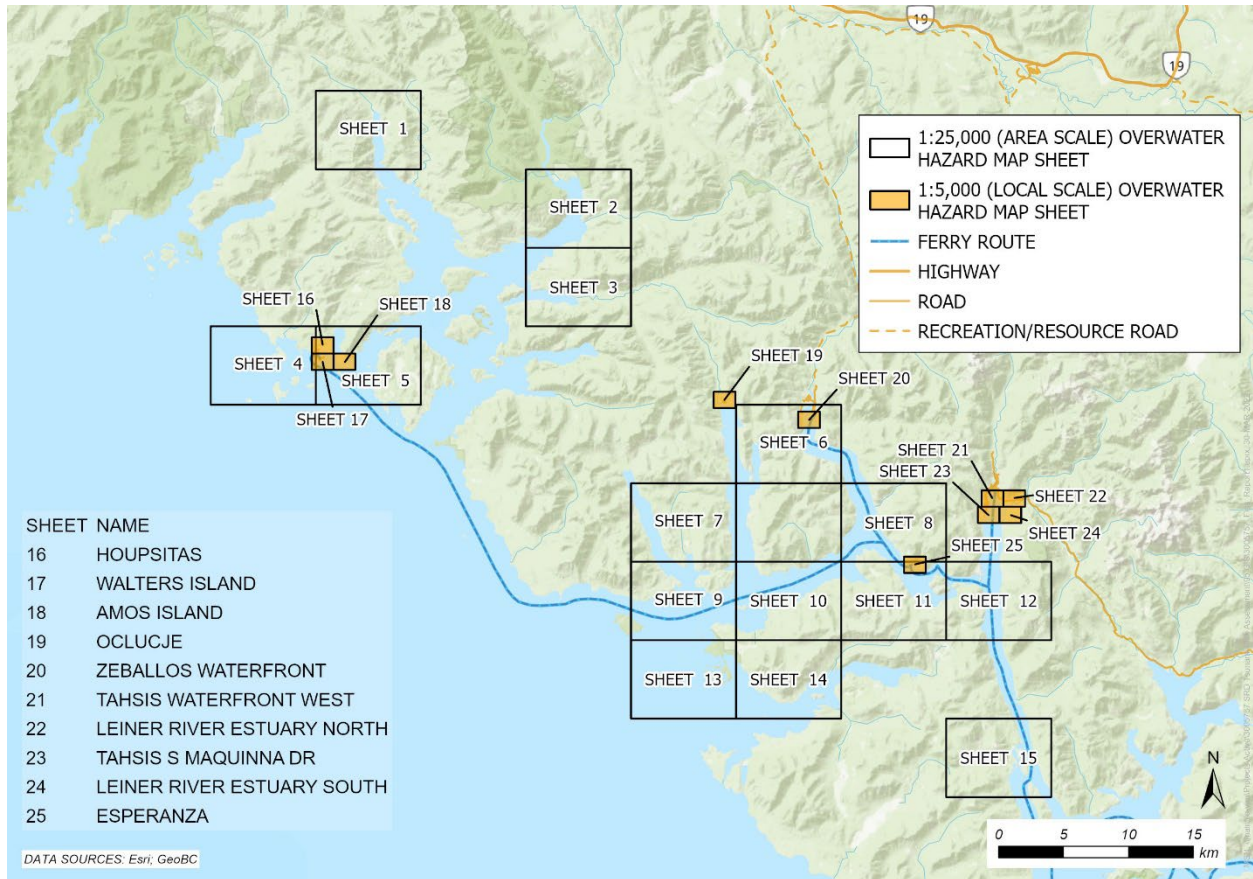 19
19
SHEET 1
1:25,000 (AREA SCALE) OVERWATER
HAZARD MAP SHEET
1:5,000 (LOCAL SCALE) OVERWATER
HAZARD MAP SHEET
FERRY ROUTE
HIGHWAY
ROAD
RECREATION/RESOURCE ROAD
SHEET 2
SHEET 3
SHEET 16
SHEET 18
SHEET 4
SHEET 5
SHEET 17
SHEET 19
SHEET 20
SHEET 6
SHEET 21
SHEET 23
SHEET 22
SHEET 24
SHEET 7
SHEET 8
SHEET 25
SHEET 9
SHEET 10
SHEET 11
SHEET 12
SHEET 13
SHEET 14
SHEET 15
SHEET NAME
16 HOUPSITAS
17 WALTERS ISLAND
18 AMOS ISLAND
19 OCLUCJE
20 ZEBALLOS WATERFRONT
21 TAHSIS WATERFRONT WEST
22 LEINER RIVER ESTUARY NORTH
23 TAHSIS S MAQUINNA DR
24 LEINER RIVER ESTUARY SOUTH
25 ESPERANZA
DATA SOURCES: Esri; GeoBC
N
0 5 10 15
km